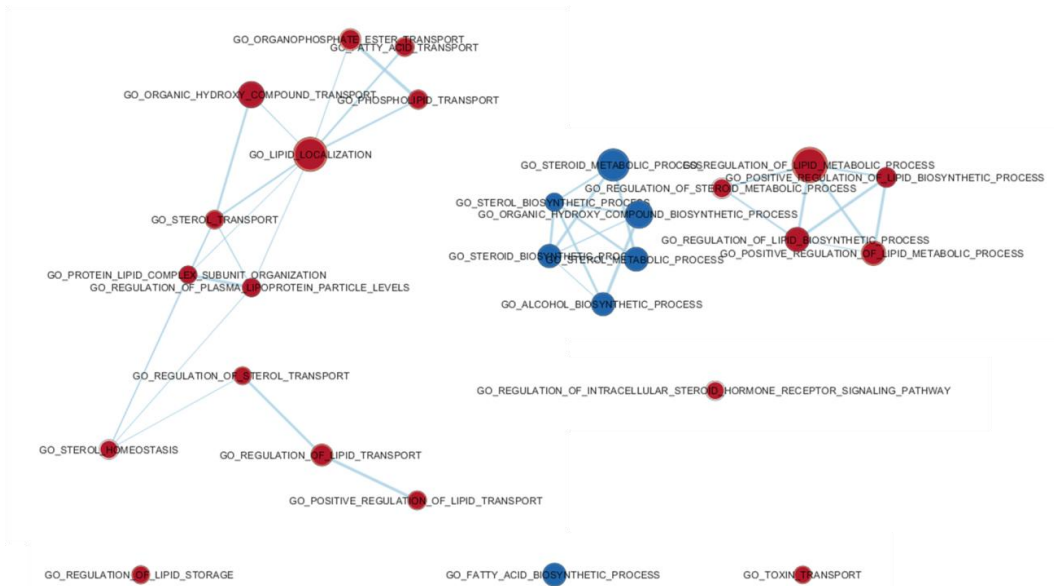 GO_ORGANOPHOSPHATE_ESTER_TRANSPORT
GO_FATTY_ACID_TRANSPORT
GO_ORGANIC_HYDROXY_COMPOUND_TRANSPORT
GO_PHOSPHOLIPID_TRANSPORT
GO_LIPID_LOCALIZATION
GO_STEROL_TRANSPORT
GO_PROTEIN_LIPID_COMPLEX_SUBUNIT_ORGANIZATION
GO_REGULATION_OF_PLASMA_LIPOPROTEIN_PARTICLE_LEVELS
GO_REGULATION_OF_STEROL_TRANSPORT
GO_STEROL_HOMEOSTASIS
GO_REGULATION_OF_LIPID_TRANSPORT
GO_POSITIVE_REGULATION_OF_LIPID_TRANSPORT
GO_STEROID_METABOLIC_PROCESS
GO_REGULATION_OF_LIPID_METABOLIC_PROCESS
GO_POSITIVE_REGULATION_OF_LIPID_BIOSYNTHETIC_PROCESS
GO_REGULATION_OF_STEROID_METABOLIC_PROCESS
GO_STEROL_BIOSYNTHETIC_PROCESS
GO_ORGANIC_HYDROXY_COMPOUND_BIOSYNTHETIC_PROCESS
GO_REGULATION_OF_LIPID_BIOSYNTHETIC_PROCESS
GO_STEROID_BIOSYNTHETIC_PROCESS
GO_STEROL_METABOLIC_PROCESS
GO_POSITIVE_REGULATION_OF_LIPID_METABOLIC_PROCESS
GO_ALCOHOL_BIOSYNTHETIC_PROCESS
GO_REGULATION_OF_INTRACELLULAR_STEROID_HORMONE_RECEPTOR_SIGNALING_PATHWAY
GO_REGULATION_OF_LIPID_STORAGE
GO_FATTY_ACID_BIOSYNTHETIC_PROCESS
GO_TOXIN_TRANSPORT